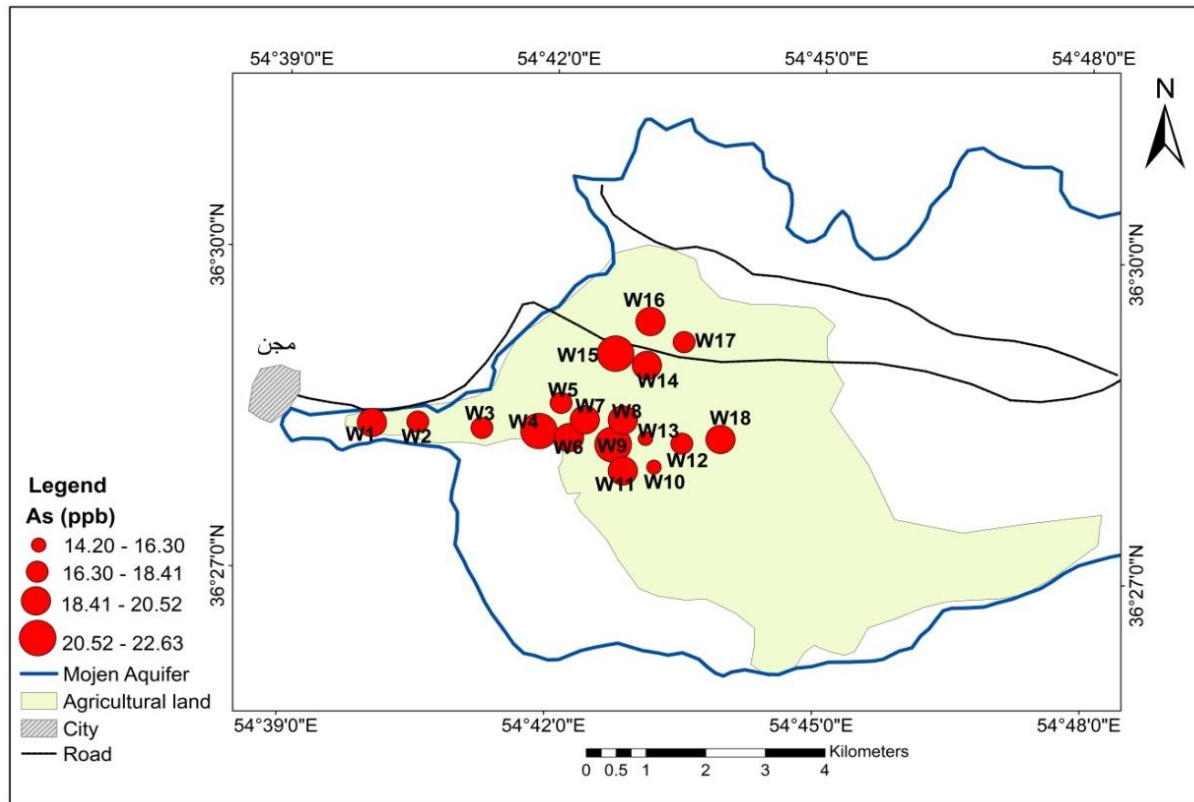 54°39'0"E 54°42'0"E 54°45'0"E 54°48'0"E
N
36°30'0"N
36°30'0"N
W16
W17
W15
W14
مجن
W5
W7
W8
W1
W2
W3
W4
W6
W9
W13
W12
W18
W11
W10
Legend
As (ppb)
14.20 - 16.30
16.30 - 18.41
18.41 - 20.52
20.52 - 22.63
Mojen Aquifer
Agricultural land
City
Road
36°27'0"N
36°27'0"N
54°39'0"E 54°42'0"E 54°45'0"E 54°48'0"E
Kilometers
0 0.5 1 2 3 4